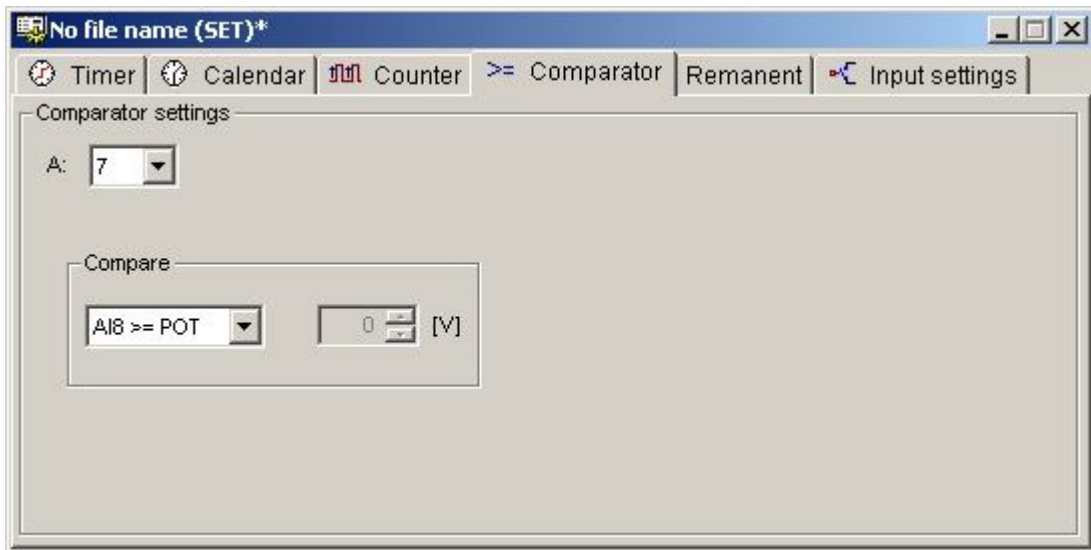 No file name (SET)*
Timer Calendar Counter >= Comparator Remanent Input settings
Comparator settings
A: 7
Compare
AI8 >= POT 0 [V]